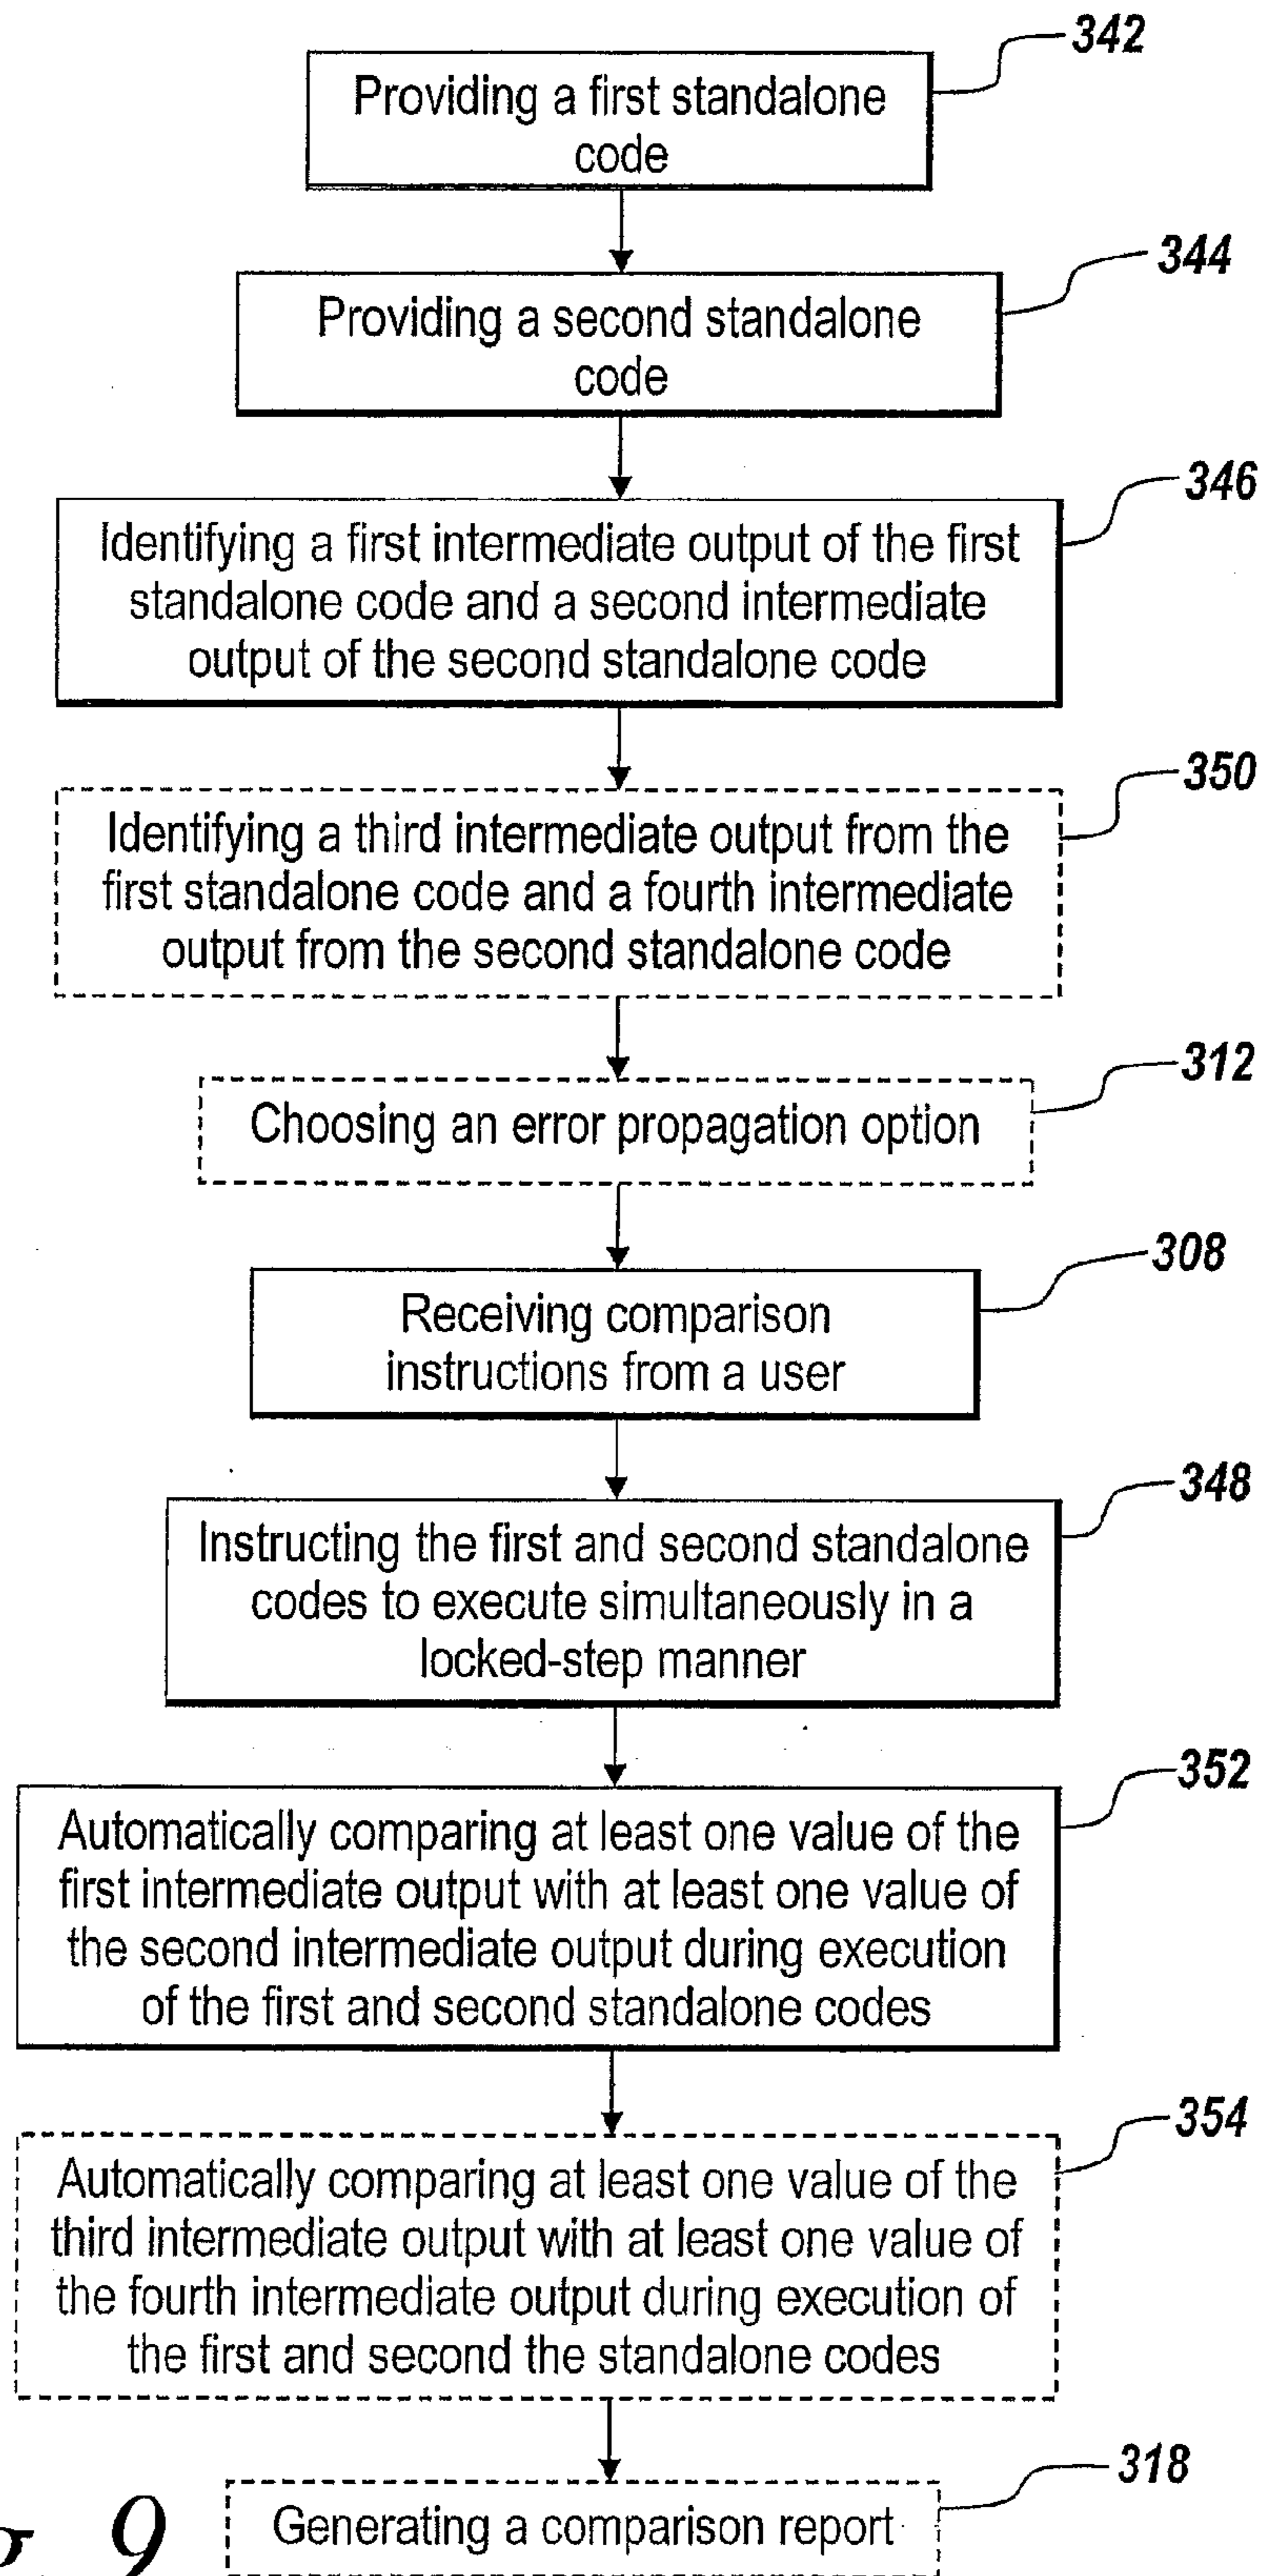 342
Providing a first standalone
code
344
Providing a second standalone
code
346
Identifying a first intermediate output of the first
standalone code and a second intermediate
output of the second standalone code
350
Identifying a third intermediate output from the
first standalone code and a fourth intermediate
output from the second standalone code
312
Choosing an error propagation option
308
Receiving comparison
instructions from a user
348
Instructing the first and second standalone
codes to execute simultaneously in a
locked-step manner
352
Automatically comparing at least one value of the
first intermediate output with at least one value of
the second intermediate output during execution
of the first and second standalone codes
354
Automatically comparing at least one value of the
third intermediate output with at least one value of
the fourth intermediate output during execution of
the first and second the standalone codes
318
Generating a comparison report
9